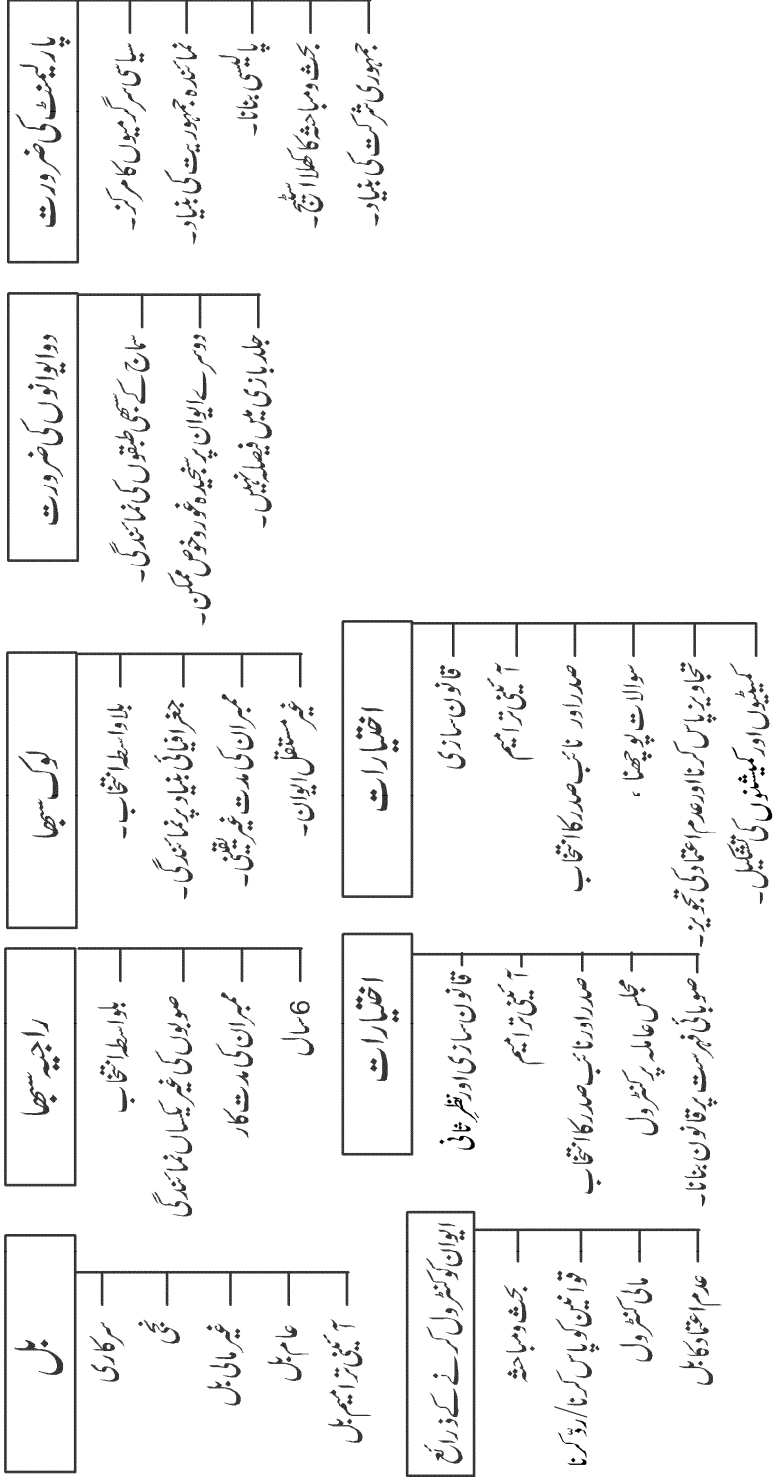 پارلیمنٹ کی ضرورت
سیاسی سرگرمیوں کا مرکز۔
نمائندہ جمہوریت کی بنیاد۔
پالیسی بنانا۔
بحث و مباحثہ کا کھلا اسٹیج۔
جمہوری شرکت کی بنیاد۔
دو ایوانوں کی ضرورت
سماج کے سبھی طبقوں کی نمائندگی۔
دوسرے ایوان پر سنجیدہ غور و خوض ممکن۔
جلد بازی میں فیصلہ نہیں۔
لوک سبھا
بلاواسطہ انتخاب۔
جغرافیائی بنیاد پر نمائندگی۔
ممبران کی مدت غیر یقینی۔
غیر مستقل ایوان۔
اختیارات
قانون سازی
آئینی ترامیم
صدر اور نائب صدر کا انتخاب
سوالات پوچھنا،
تجاویز پاس کرنا اور عدم اعتماد کی تجویز۔
کمیٹیوں اور کمیشنوں کی تشکیل۔
راجیہ سبھا
بلواسطہ انتخاب
صوبوں کی غیر یکساں نمائندگی
ممبران کی مدت کار
6 سال
اختیارات
قانون سازی اور نظر ثانی
آئینی ترامیم
صدر اور نائب صدر کا انتخاب
مجلس عاملہ پر کنٹرول
صوبائی فہرست پر قانون بنانا۔
بل
سرکاری
نجی
غیر مالی بل
عام بل
آئینی ترامیم بل
ایوان کو کنٹرول کرنے کے ذرائع
بحث و مباحثہ
قوانین کو پاس کرنا/ردّ کرنا
مالی کنٹرول
عدم اعتماد کا بل